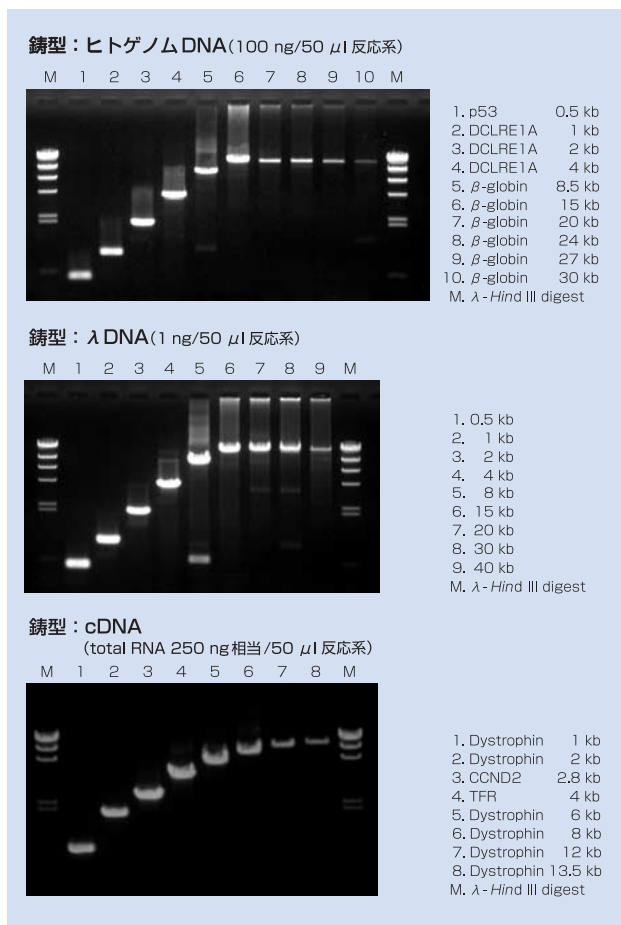 鋳型：ヒトゲノムDNA(100 ng/50 μl 反応系)
M 1 2 3 4 5 6 7 8 9 10 M
1. p53 0.5 kb
2. DCLRE1A 1 kb
3. DCLRE1A 2 kb
4. DCLRE1A 4 kb
5. β-globin 8.5 kb
6. β-globin 15 kb
7. β-globin 20 kb
8. β-globin 24 kb
9. β-globin 27 kb
10. β-globin 30 kb
M. λ-Hind III digest
鋳型：λDNA(1 ng/50 μl 反応系)
M 1 2 3 4 5 6 7 8 9 M
1. 0.5 kb
2. 1 kb
3. 2 kb
4. 4 kb
5. 8 kb
6. 15 kb
7. 20 kb
8. 30 kb
9. 40 kb
M. λ-Hind III digest
鋳型：cDNA
(total RNA 250 ng相当/50 μl 反応系)
M 1 2 3 4 5 6 7 8 M
1. Dystrophin 1 kb
2. Dystrophin 2 kb
3. CCND2 2.8 kb
4. TFR 4 kb
5. Dystrophin 6 kb
6. Dystrophin 8 kb
7. Dystrophin 12 kb
8. Dystrophin 13.5 kb
M. λ-Hind III digest